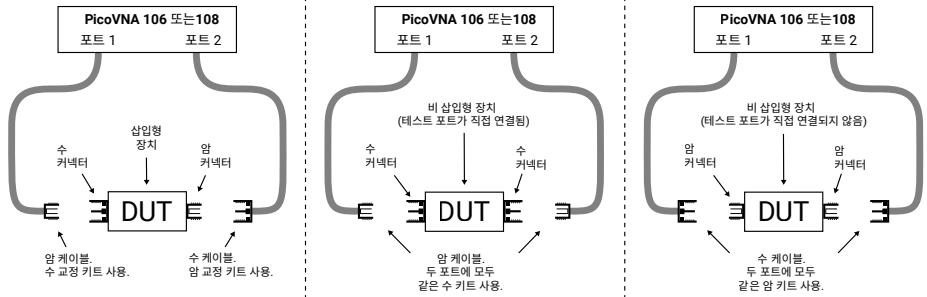 PicoVNA 106 또는108
포트 1 포트 2
삽입형
장치
수
커넥터
암
커넥터
DUT
암 케이블.
수 교정 키트 사용.
수 케이블.
암 교정 키트 사용.
PicoVNA 106 또는108
포트 1 포트 2
비 삽입형 장치
(테스트 포트가 직접 연결됨)
수
커넥터
수
커넥터
DUT
암 케이블.
두 포트에 모두
같은 수 키트 사용.
PicoVNA 106 또는108
포트 1 포트 2
비 삽입형 장치
(테스트 포트가 직접 연결되지 않음)
암
커넥터
암
커넥터
DUT
수 케이블.
두 포트에 모두
같은 암 키트 사용.